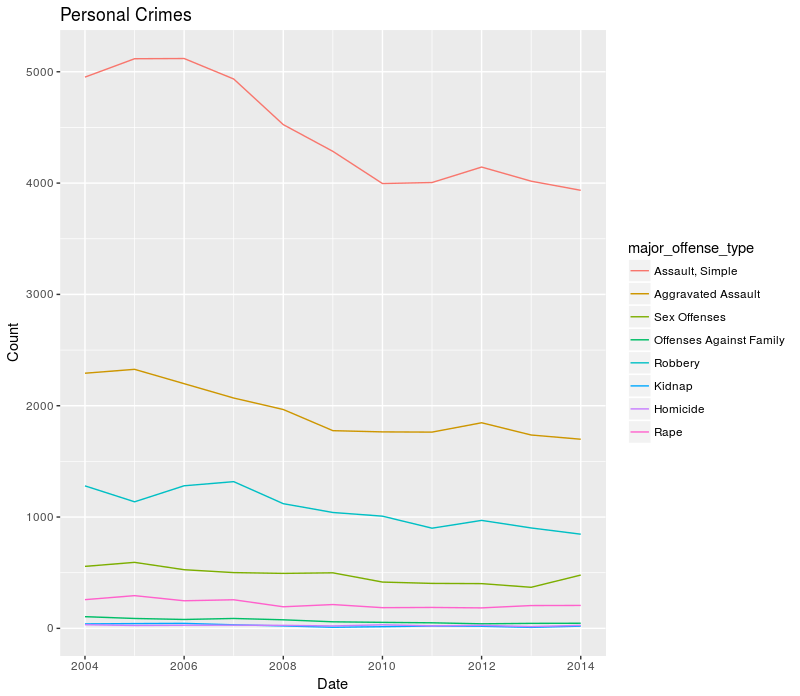 Personal Crimes
5000
4000
3000
2000
1000
0
Count
2004 2006 2008 2010 2012 2014
Date
major_offense_type
Assault, Simple
Aggravated Assault
Sex Offenses
Offenses Against Family
Robbery
Kidnap
Homicide
Rape